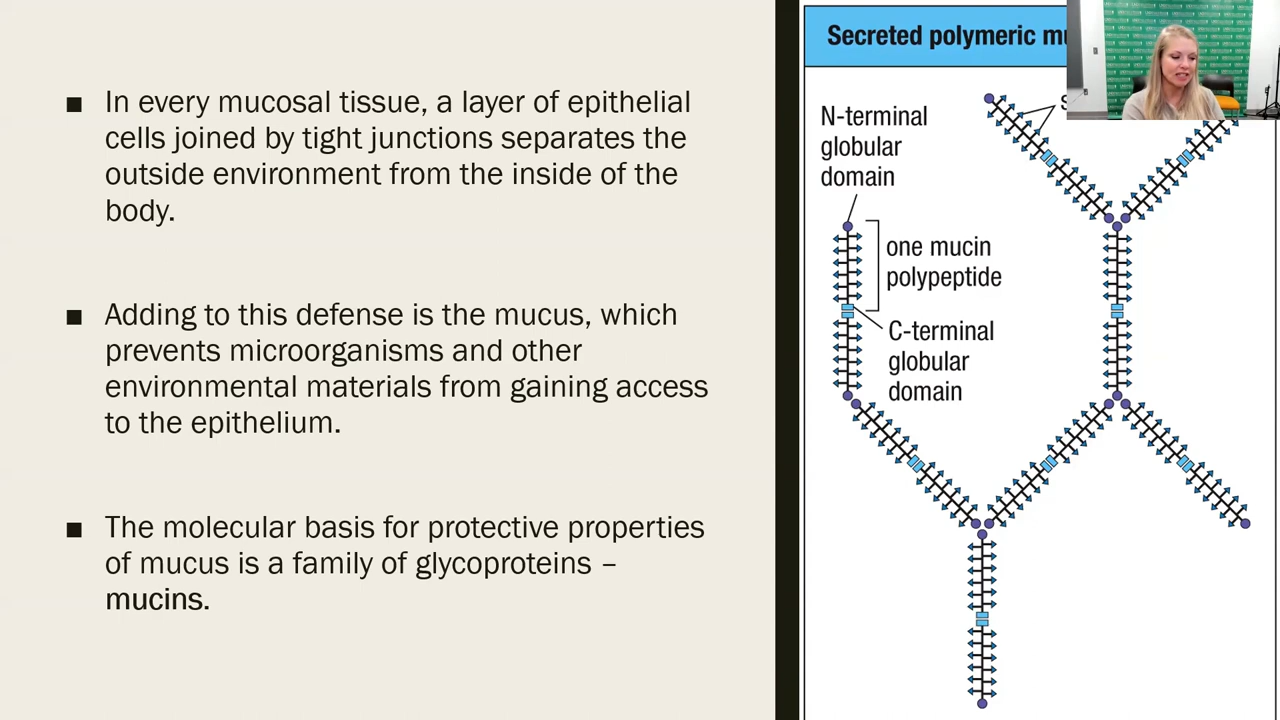 ■ In every mucosal tissue, a layer of epithelial
cells joined by tight junctions separates the
outside environment from the inside of the
body.
■ Adding to this defense is the mucus, which
prevents microorganisms and other
environmental materials from gaining access
to the epithelium.
■ The molecular basis for protective properties
of mucus is a family of glycoproteins –
mucins.
Secreted polymeric
N-terminal
globular
domain
one mucin
polypeptide
C-terminal
globular
domain